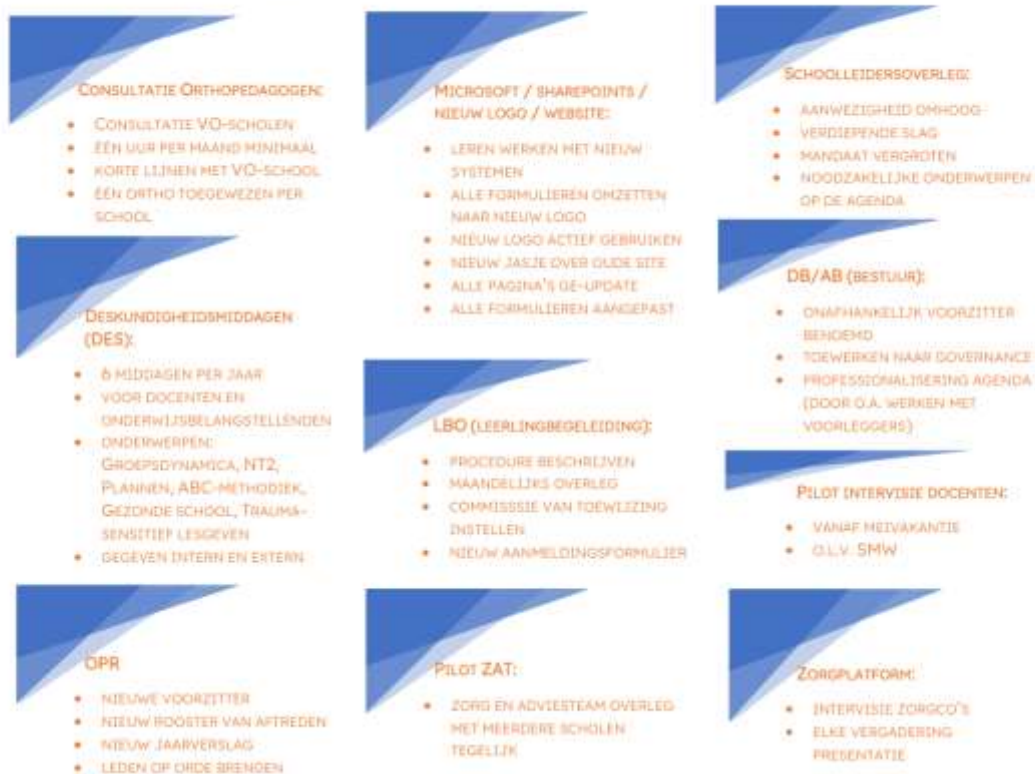 Consultatie Orthopedagogen:
• Consultatie VO-scholen
• één uur per maand minimaal
• korte lijnen met VO-school
• één ortho toegewezen per
school
Deskundigheidsmiddagen
(DES):
• 6 middagen per jaar
• voor docenten en
onderwijsbelangstellenden
• onderwerpen:
Groepsdynamica, NT2,
Plannen, ABC-methodiek,
Gezonde school, Trauma-
sensitief lesgeven
• gegeven intern en extern
OPR
• nieuwe voorzitter
• nieuw rooster van aftreden
• nieuw jaarverslag
• leden op orde brengen
Microsoft / sharepoints /
nieuw logo / website:
• leren werken met nieuw
systemen
• alle formulieren omzetten
naar nieuw logo
• nieuw logo actief gebruiken
• nieuw jasje over oude site
• alle pagina's ge-update
• alle formulieren aangepast
LBO (leerlingbegeleiding):
• procedure beschrijven
• maandelijks overleg
• commisssie van toewijzing
instellen
• nieuw aanmeldingsformulier
Pilot ZAT:
• zorg en adviesteam overleg
met meerdere scholen
tegelijk
Schoolleidersoverleg:
• aanwezigheid omhoog
• verdiepende slag
• mandaat vergroten
• noodzakelijke onderwerpen
op de agenda
DB/AB (bestuur):
• onafhankelijk voorzitter
benoemd
• toewerken naar governance
• professionalisering agenda
(door o.a. werken met
voorleggers)
Pilot intervisie docenten:
• vanaf meivakantie
• o.l.v. SMW
Zorgplatform:
• intervisie zorgco's
• elke vergadering
presentatie